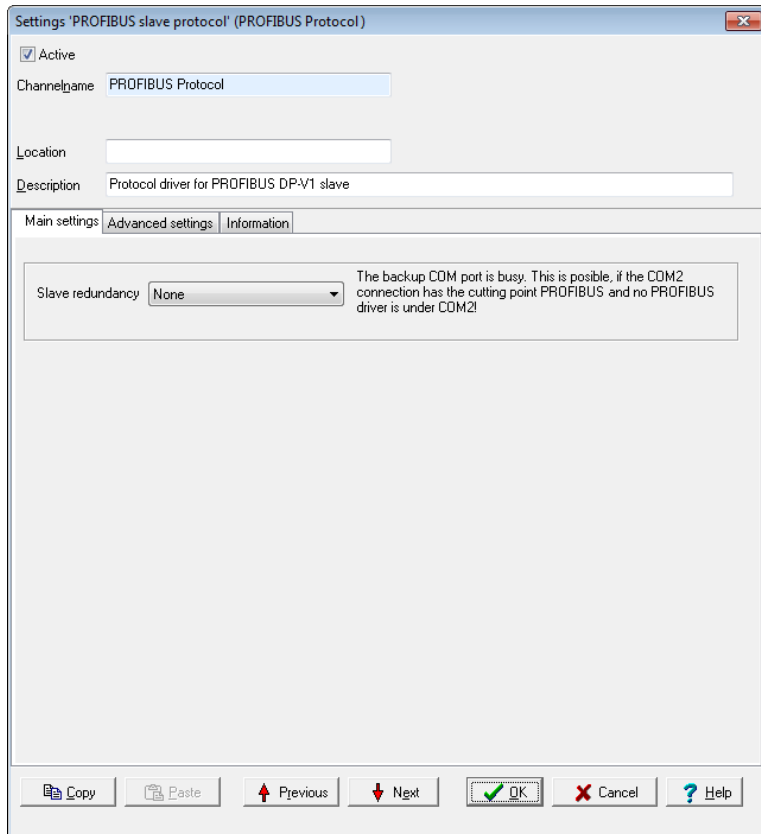 Settings 'PROFIBUS slave protocol' (PROFIBUS Protocol)
Active
Channelname PROFIBUS Protocol
Location
Description Protocol driver for PROFIBUS DP-V1 slave
Main settings Advanced settings Information
Slave redundancy None
The backup COM port is busy. This is posible, if the COM2
connection has the cutting point PROFIBUS and no PROFIBUS
driver is under COM2!
Copy Paste Previous Next OK Cancel Help